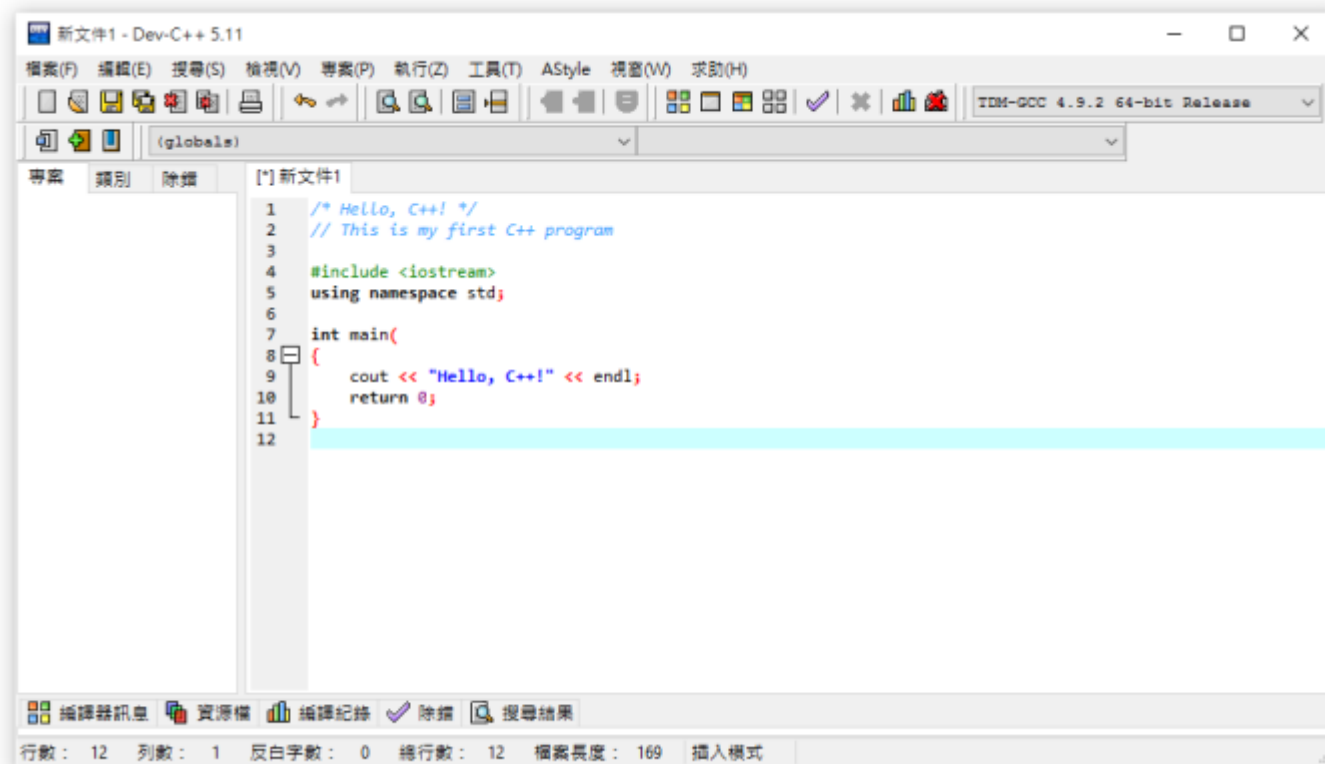 新文件1 - Dev-C++ 5.11
檔案(F) 編輯(E) 搜尋(S) 檢視(V) 專案(P) 執行(Z) 工具(T) AStyle 視窗(W) 求助(H)
TDM-GCC 4.9.2 64-bit Release
(globals)
專案 類別 除錯 [*] 新文件1
1 /* Hello, C++! */
2 // This is my first C++ program
3
4 #include <iostream>
5 using namespace std;
6
7 int main(
8 {
9 cout << "Hello, C++!" << endl;
10 return 0;
11 }
12
編譯器訊息 資源檔 編譯紀錄 除錯 搜尋結果
行數： 12 列數： 1 反白字數： 0 總行數： 12 檔案長度： 169 插入模式